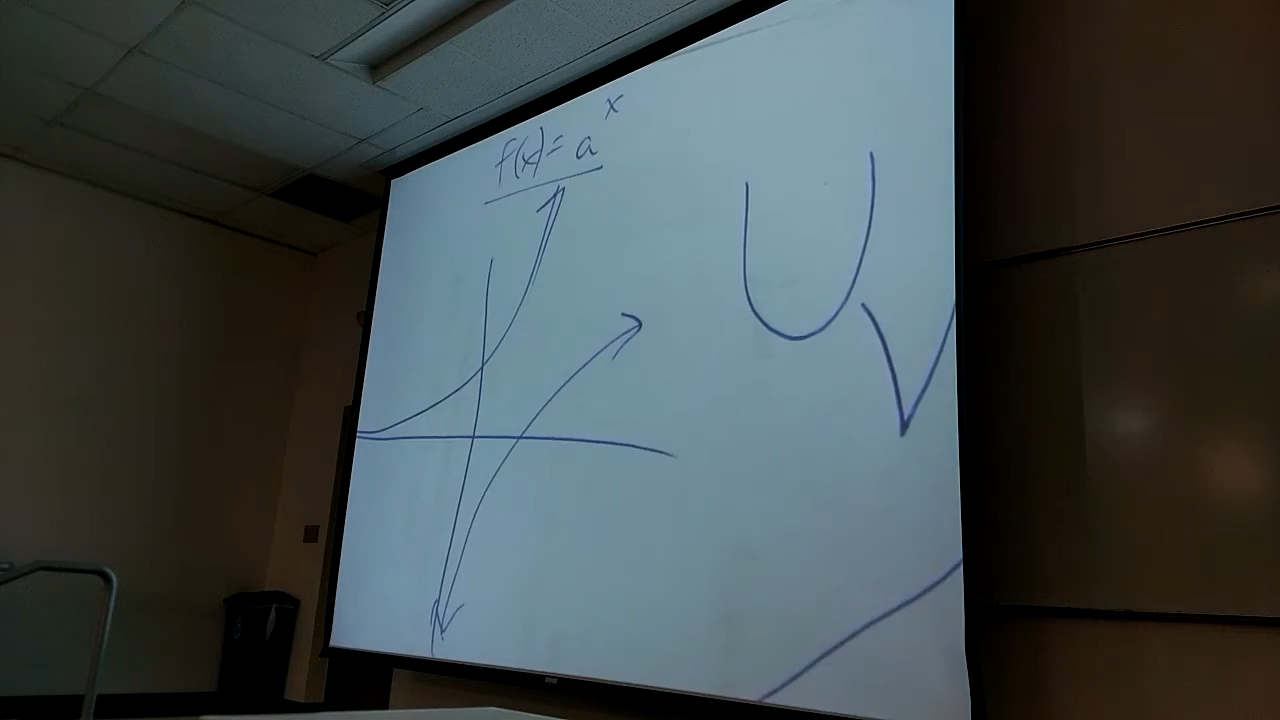 f(x) = a^x